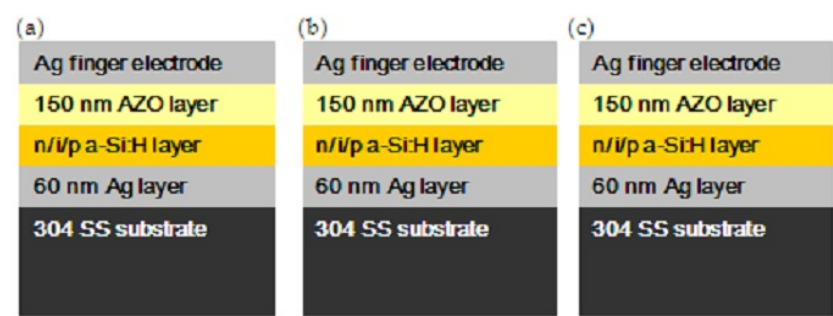 (a)
Ag finger electrode
150 nm AZO layer
n/i/p a-Si:H layer
60 nm Ag layer
304 SS substrate
(b)
Ag finger electrode
150 nm AZO layer
n/i/p a-Si:H layer
60 nm Ag layer
304 SS substrate
(c)
Ag finger electrode
150 nm AZO layer
n/i/p a-Si:H layer
60 nm Ag layer
304 SS substrate